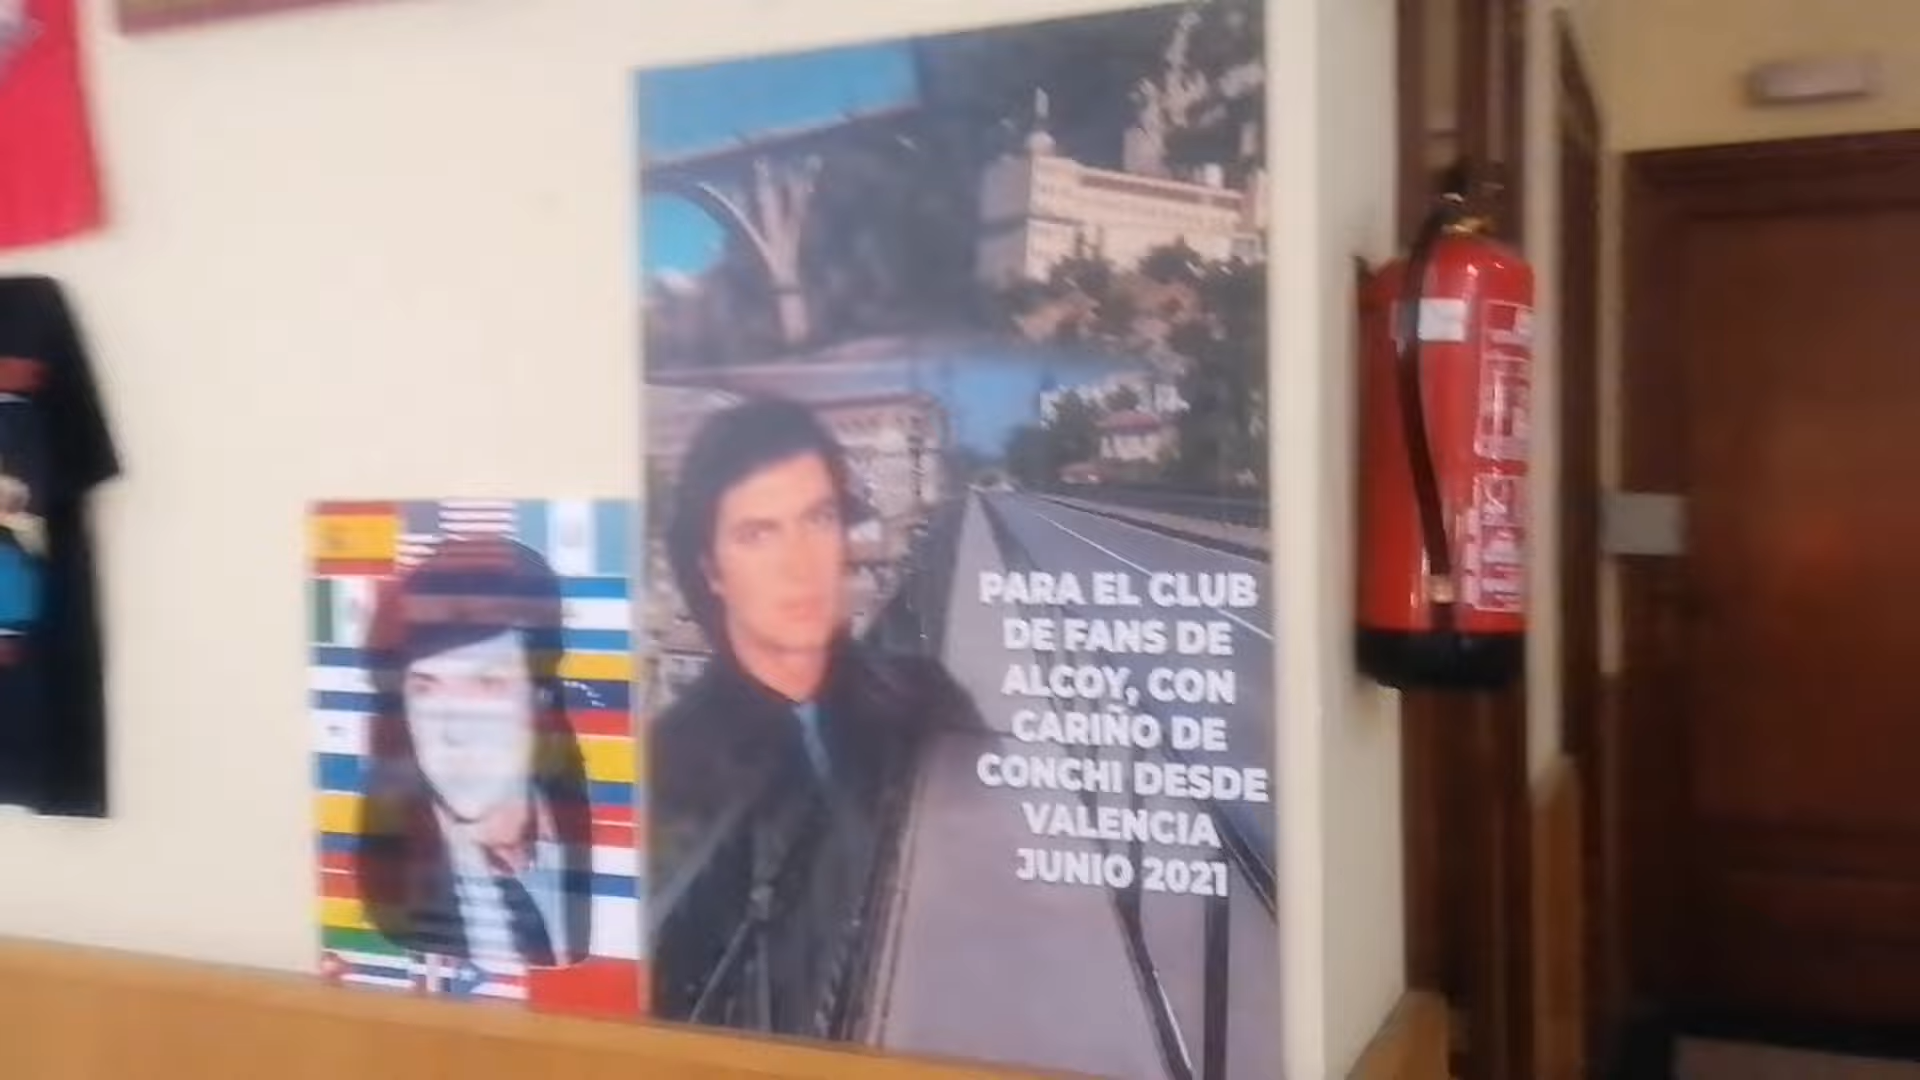 PARA EL CLUB
DE FANS DE
ALCOY, CON
CARIÑO DE
CONCHI DESDE
VALENCIA
JUNIO 2021